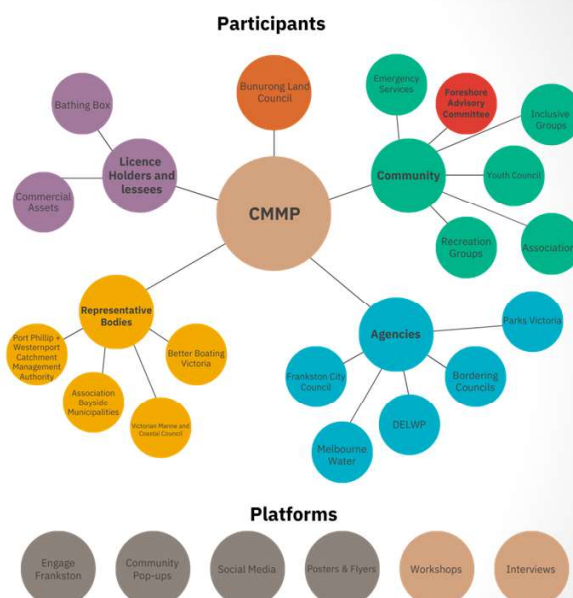 Participants
Bunurong Land
Council
Emergency
Services
Foreshore
Advisory
Committee
Inclusive
Groups
Bathing Box
Licence
Holders and
lessees
Commercial
Assets
CMMP
Community
Youth Council
Recreation
Groups
Association
Representative
Bodies
Port Phillip +
Westernport
Catchment
Management
Authority
Association
Bayside
Municipalities
Victorian Marine and
Coastal Council
Better Boating
Victoria
Agencies
Parks Victoria
Frankston City
Council
Bordering
Councils
DELWP
Melbourne
Water
Platforms
Engage
Frankston
Community
Pop-ups
Social Media
Posters & Flyers
Workshops
Interviews